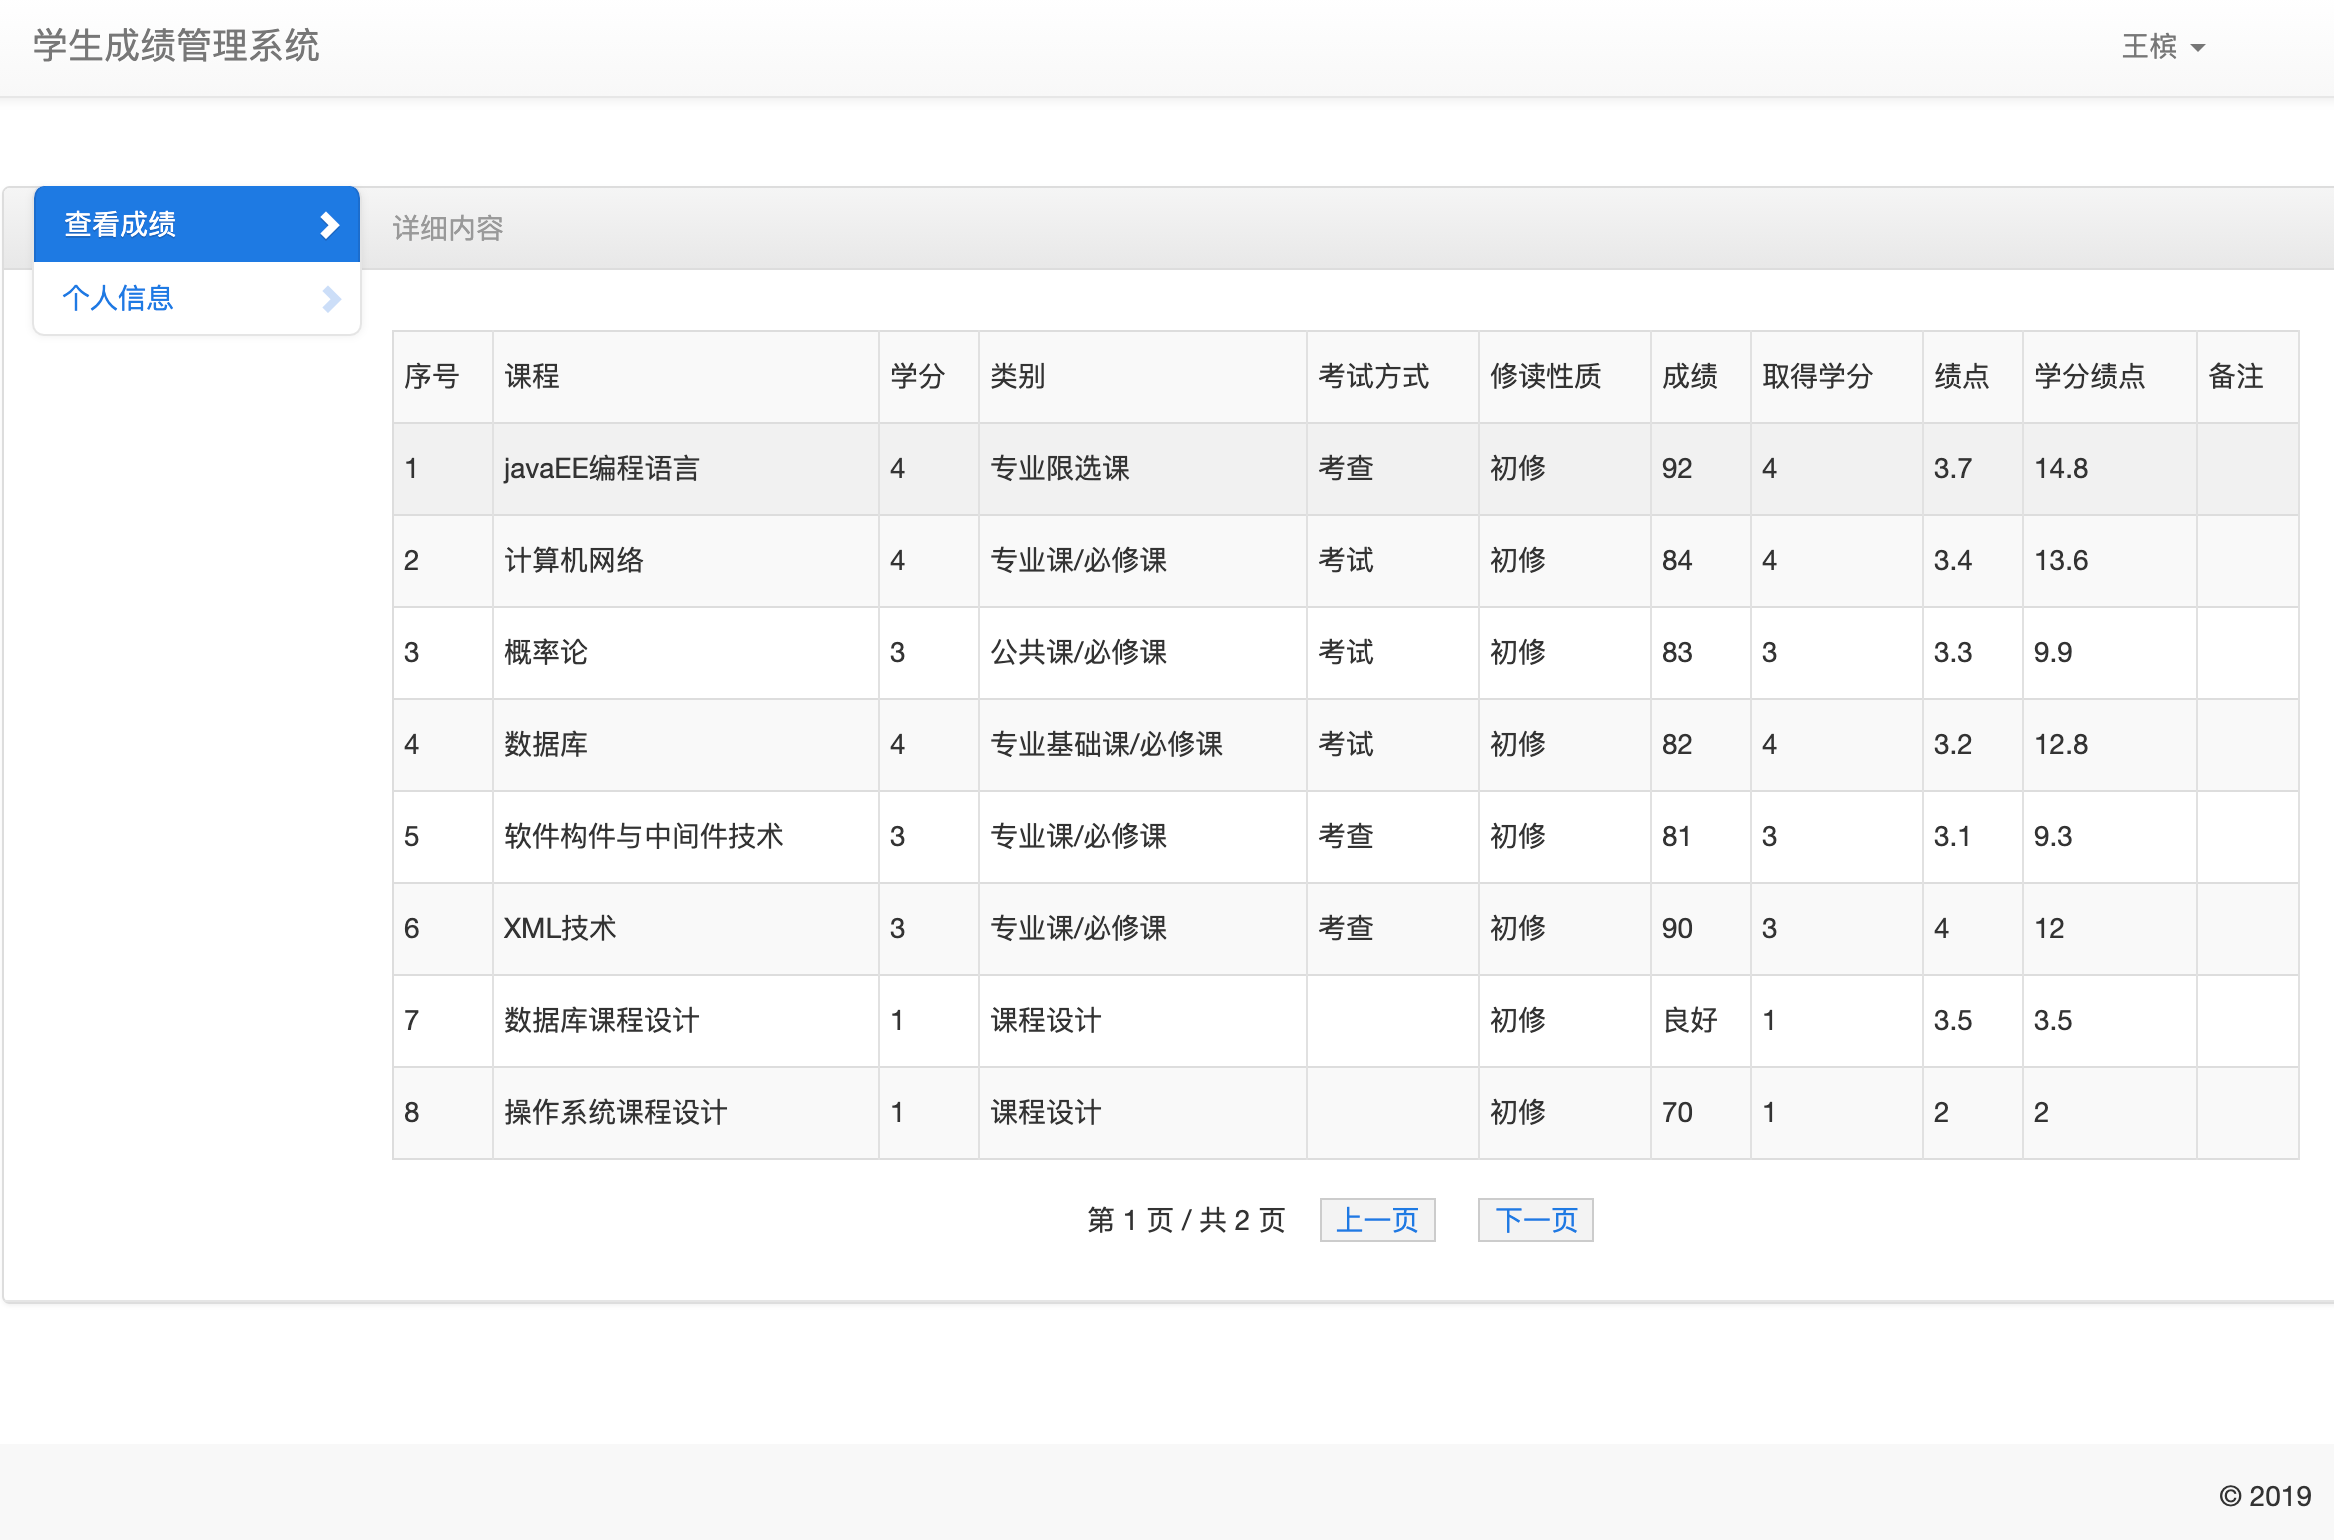 学生成绩管理系统 王槟
查看成绩 详细内容
个人信息
序号 课程 学分 类别 考试方式 修读性质 成绩 取得学分 绩点 学分绩点 备注
1 javaEE编程语言 4 专业限选课 考查 初修 92 4 3.7 14.8
2 计算机网络 4 专业课/必修课 考试 初修 84 4 3.4 13.6
3 概率论 3 公共课/必修课 考试 初修 83 3 3.3 9.9
4 数据库 4 专业基础课/必修课 考试 初修 82 4 3.2 12.8
5 软件构件与中间件技术 3 专业课/必修课 考查 初修 81 3 3.1 9.3
6 XML技术 3 专业课/必修课 考查 初修 90 3 4 12
7 数据库课程设计 1 课程设计 初修 良好 1 3.5 3.5
8 操作系统课程设计 1 课程设计 初修 70 1 2 2
第 1 页 / 共 2 页 上一页 下一页
© 2019